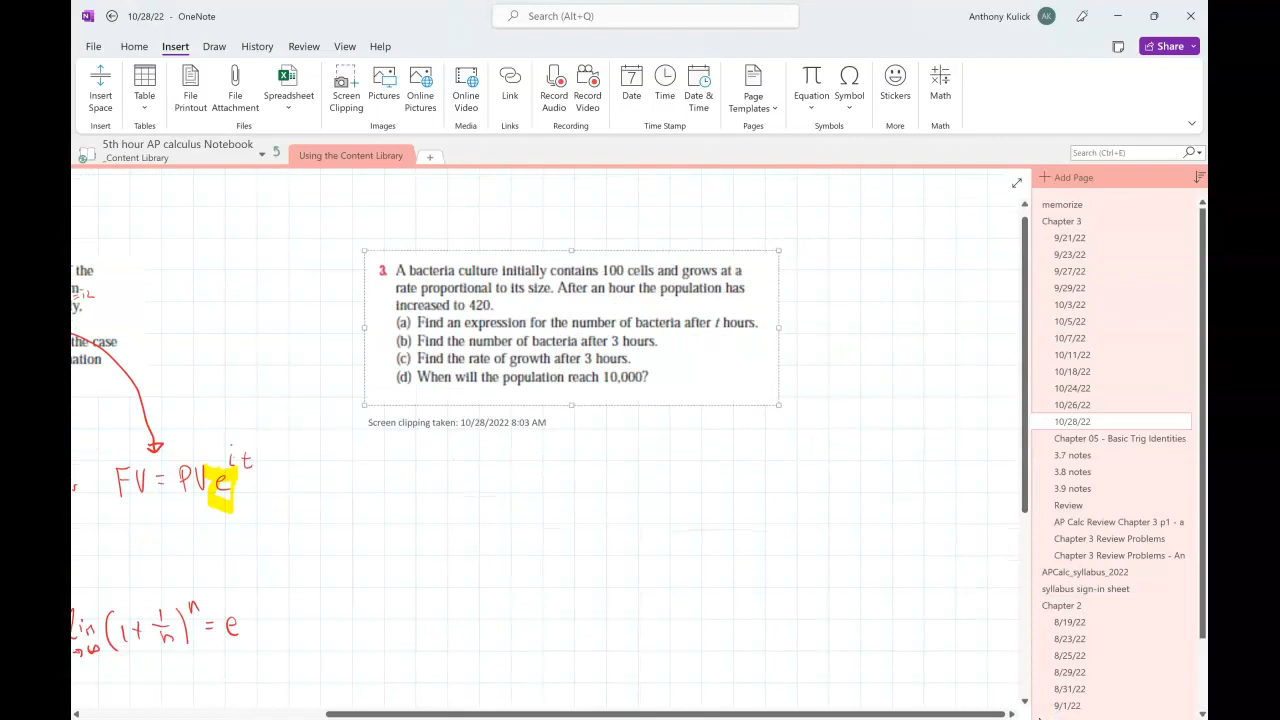 10/28/22 - OneNote
Search (Alt+Q)
Anthony Kulick
AK
File Home Insert Draw History Review View Help
Share
Insert Space
Table
File Printout
File Attachment
Spreadsheet
Screen Clipping
Pictures
Online Pictures
Online Video
Link
Record Audio
Record Video
Date
Time
Date & Time
Page Templates
Equation
Symbol
Stickers
Math
Insert Tables Files Images Media Links Recording Time Stamp Pages Symbols More Math
5th hour AP calculus Notebook
_Content Library
Using the Content Library
Search (Ctrl+E)
Add Page
memorize
Chapter 3
9/21/22
9/23/22
9/27/22
9/29/22
10/3/22
10/5/22
10/7/22
10/11/22
10/18/22
10/24/22
10/26/22
10/28/22
Chapter 05 - Basic Trig Identities
3.7 notes
3.8 notes
3.9 notes
Review
AP Calc Review Chapter 3 p1 - a
Chapter 3 Review Problems
Chapter 3 Review Problems - An
APCalc_syllabus_2022
syllabus sign-in sheet
Chapter 2
8/19/22
8/23/22
8/25/22
8/29/22
8/31/22
9/1/22
the
m-
=12
y,
the case
ation
3. A bacteria culture initially contains 100 cells and grows at a
rate proportional to its size. After an hour the population has
increased to 420.
(a) Find an expression for the number of bacteria after t hours.
(b) Find the number of bacteria after 3 hours.
(c) Find the rate of growth after 3 hours.
(d) When will the population reach 10,000?
Screen clipping taken: 10/28/2022 8:03 AM
FV = PV e^{it}
lim →∞ (1 + 1/n)^n = e